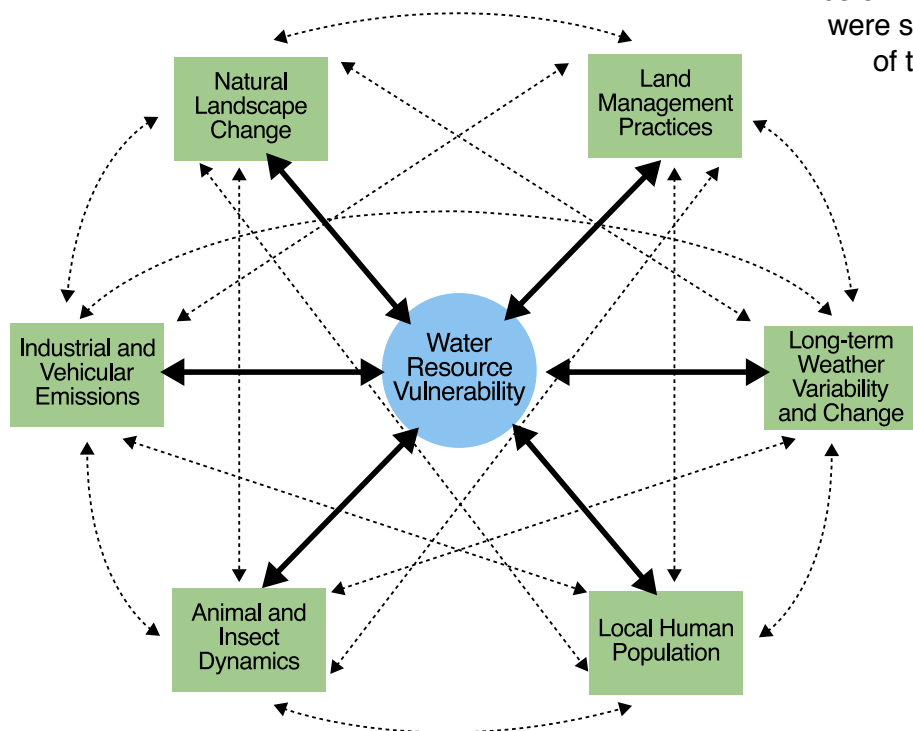 were s
of t
Natural
Landscape
Change
Land
Management
Practices
Industrial and
Vehicular
Emissions
Water
Resource
Vulnerability
Long-term
Weather
Variability
and Change
Animal and
Insect
Dynamics
Local Human
Population